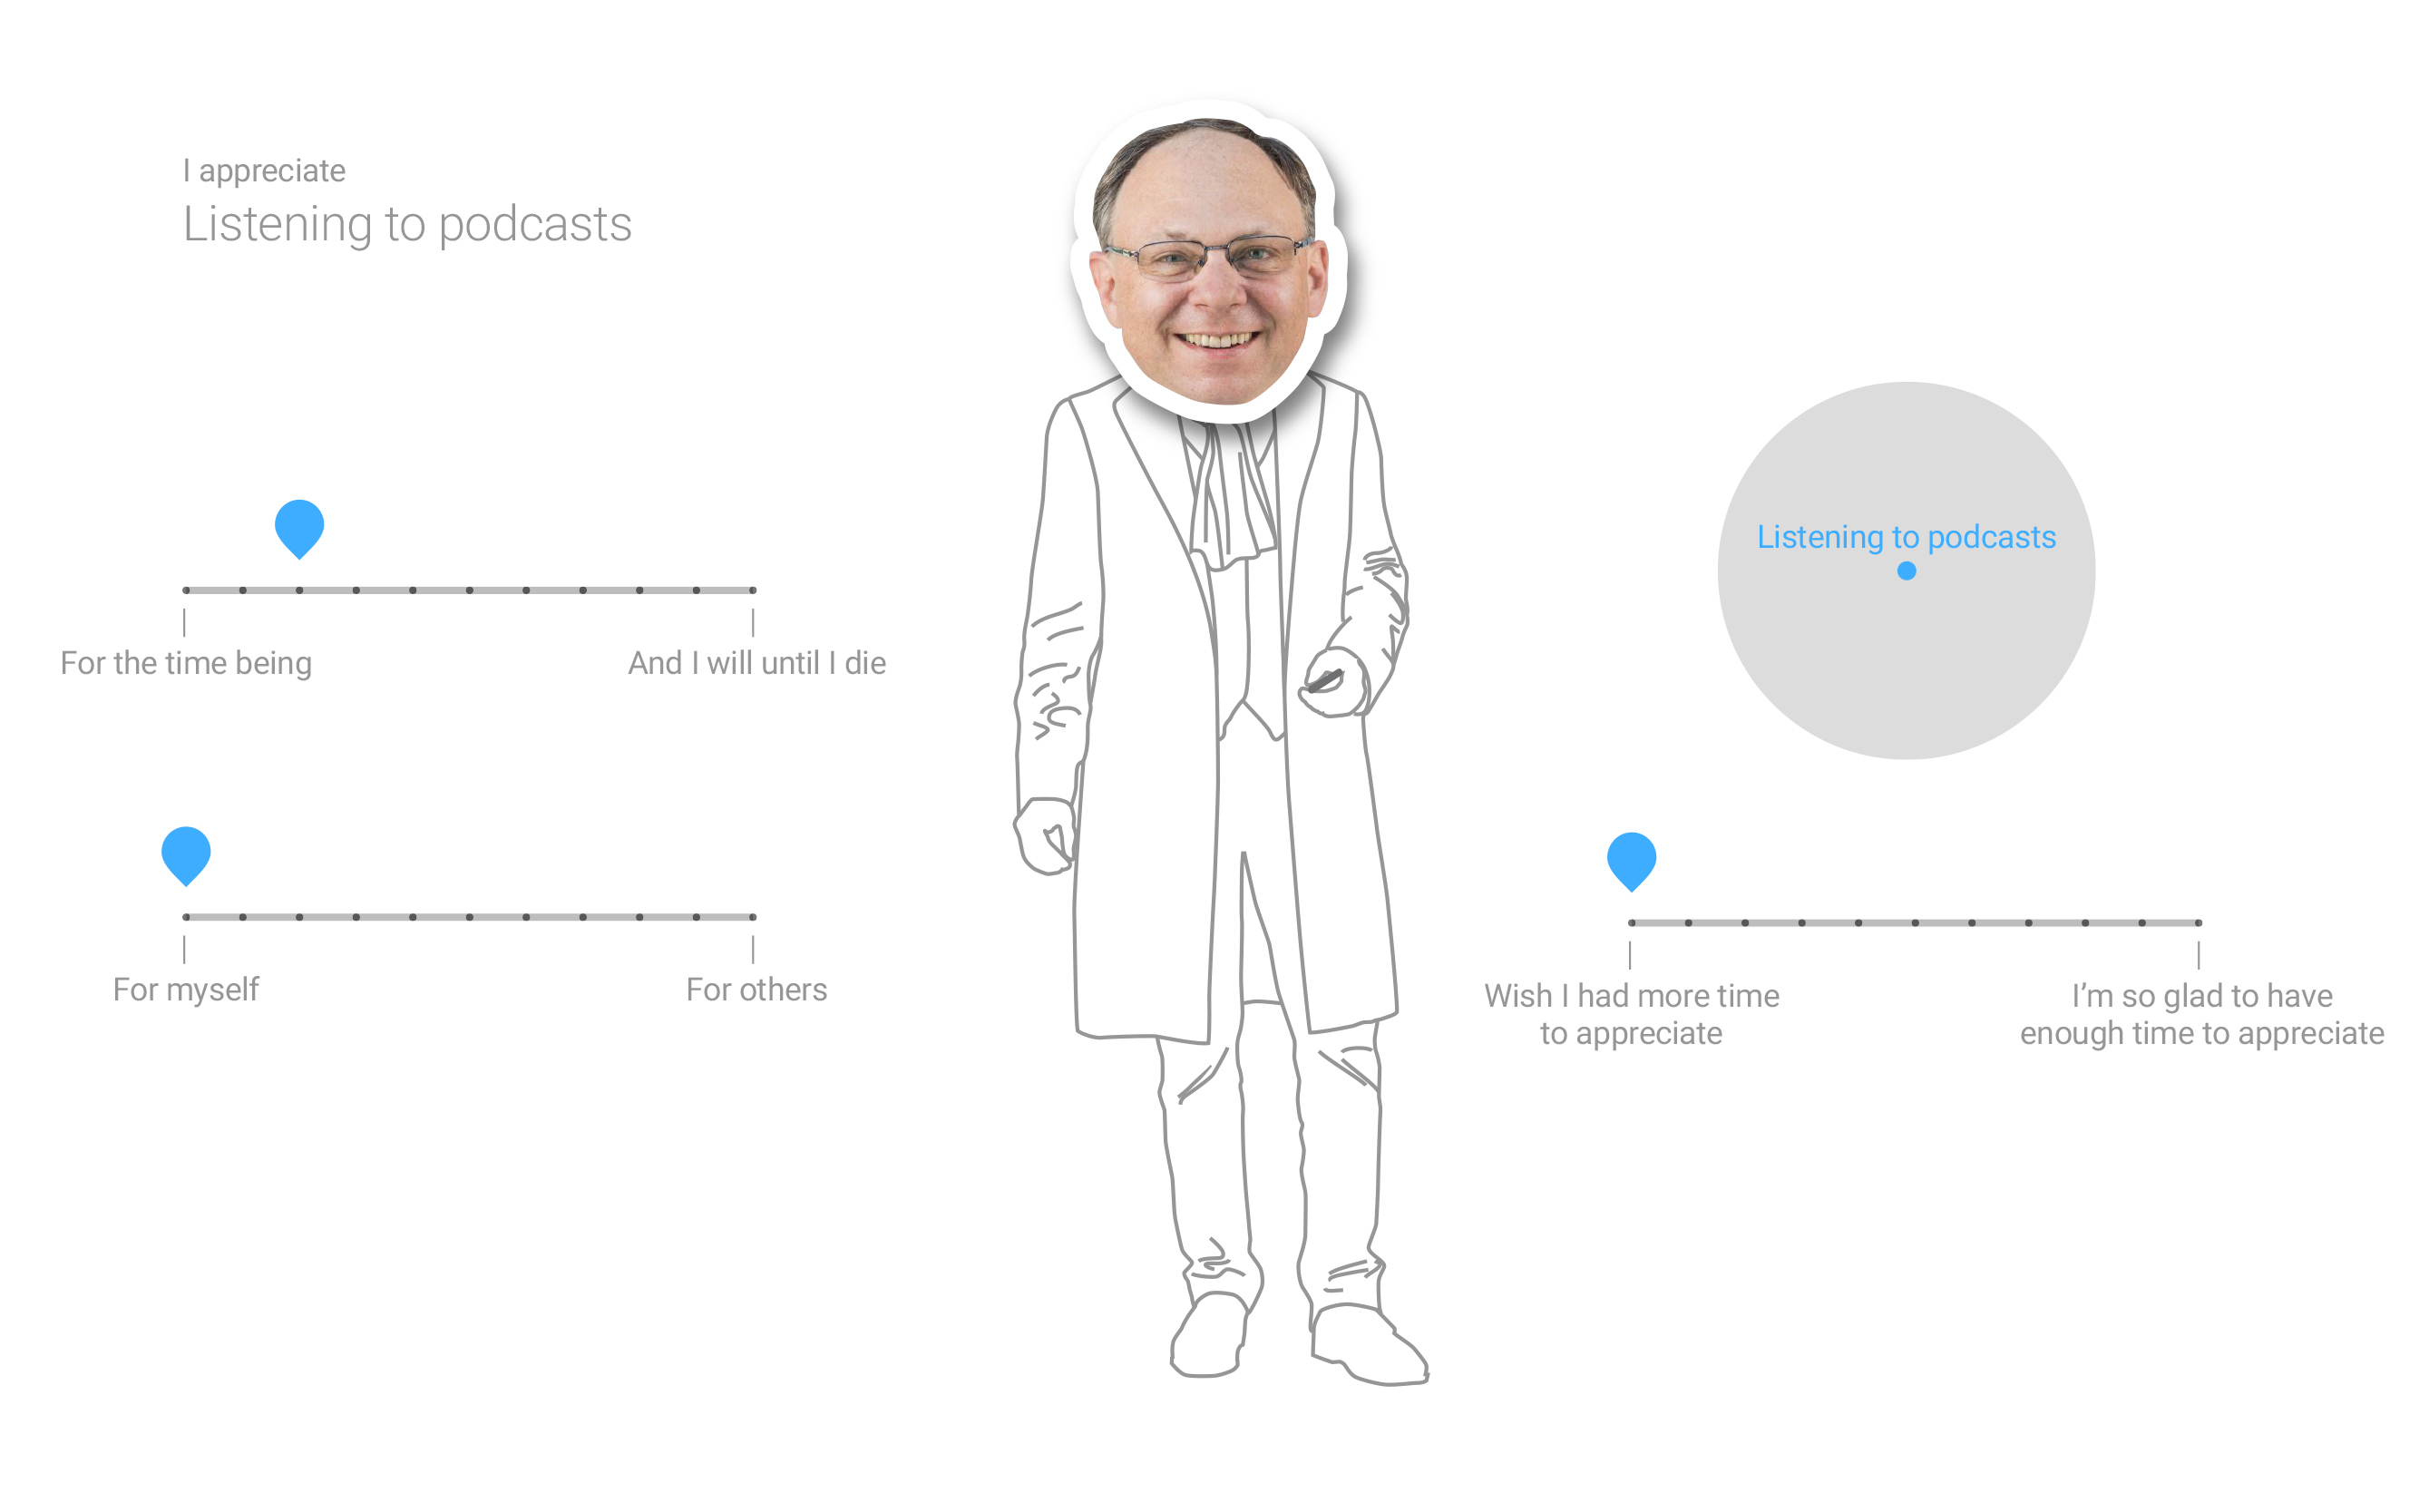 I appreciate
Listening to podcasts
For the time being
And I will until I die
For myself
For others
Listening to podcasts
Wish I had more time
to appreciate
I’m so glad to have
enough time to appreciate